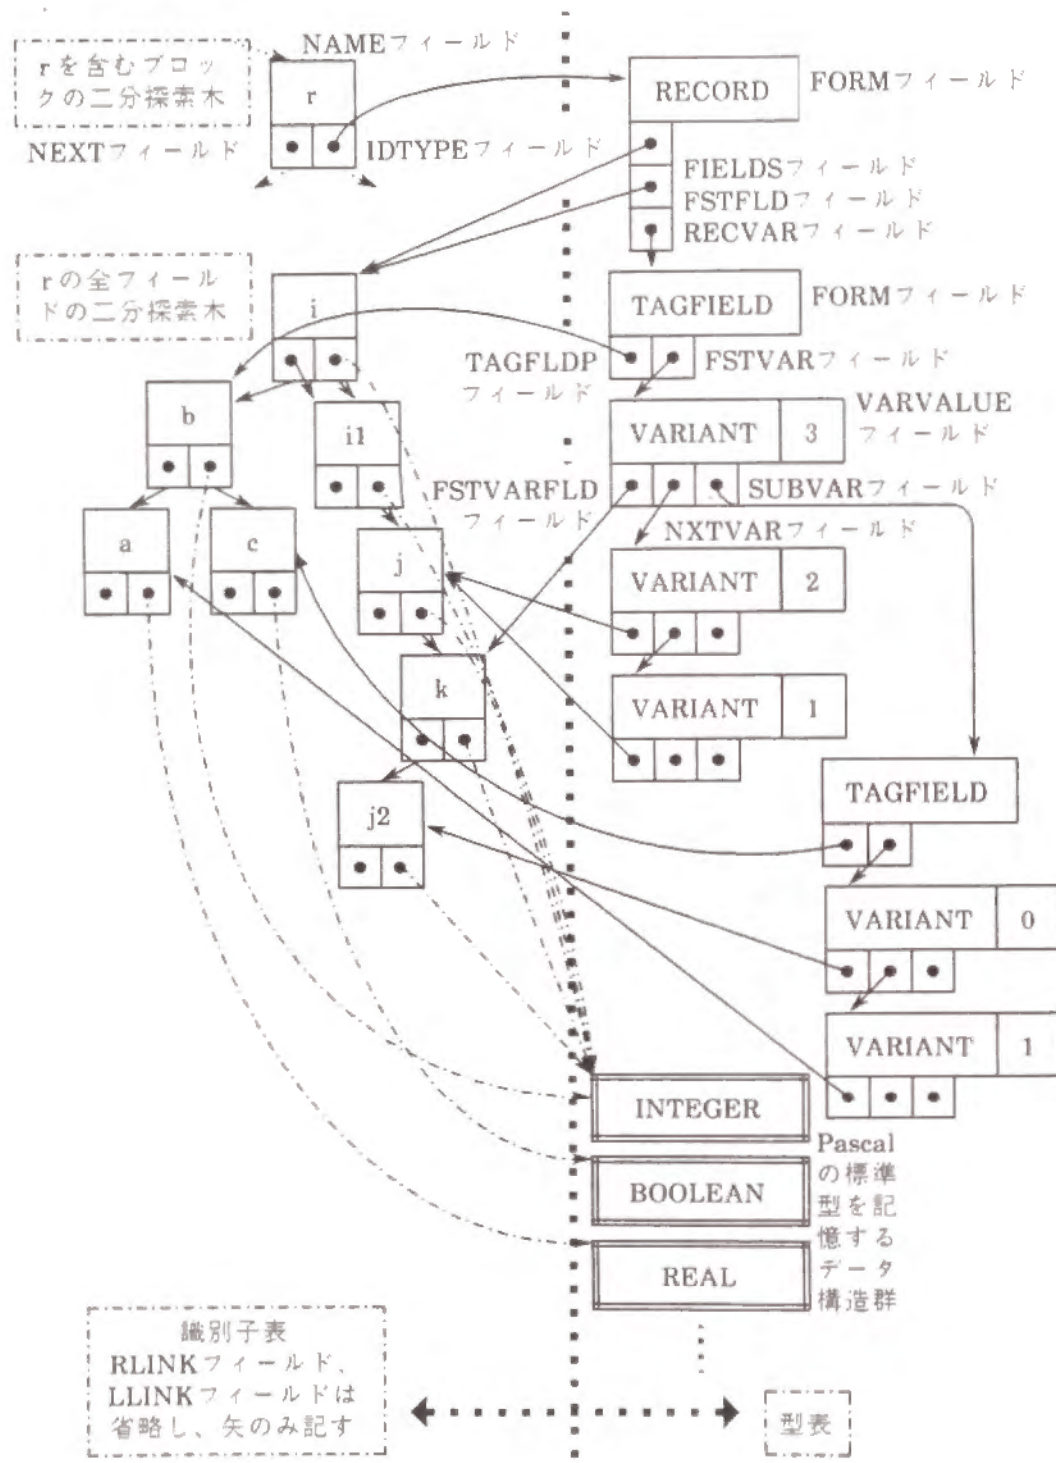 NAMEフィールド
rを含むブロッ
クの二分探索木
r
RECORD
FORMフィールド
NEXTフィールド
IDTYPEフィールド
FIELDSフィールド
FSTFLDフィールド
RECVARフィールド
rの全フィール
ドの二分探索木
i
TAGFIELD
FORMフィールド
TAGFLDP
フィールド
FSTVARフィールド
b
i1
VARIANT 3
VARVALUE
フィールド
FSTVARFLD
フィールド
SUBVARフィールド
NXTVARフィールド
a
c
j
VARIANT 2
k
VARIANT 1
j2
TAGFIELD
VARIANT 0
VARIANT 1
INTEGER
BOOLEAN
REAL
Pascal
の標準
型を記
憶する
データ
構造群
識別子表
RLINKフィールド、
LLINKフィールドは
省略し、矢のみ記す
型表